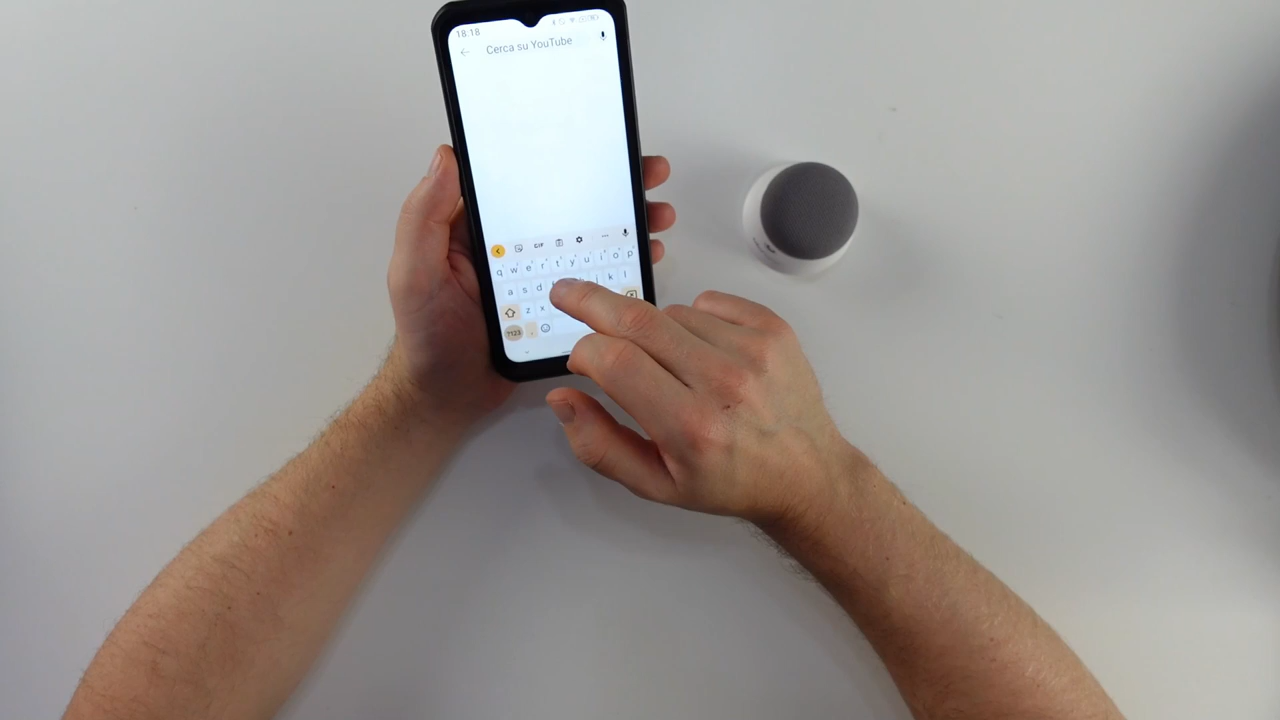 18:18
Cerca su YouTube
GIF
q w e r t y u i o p
a s d j k l
z x
?123 ,